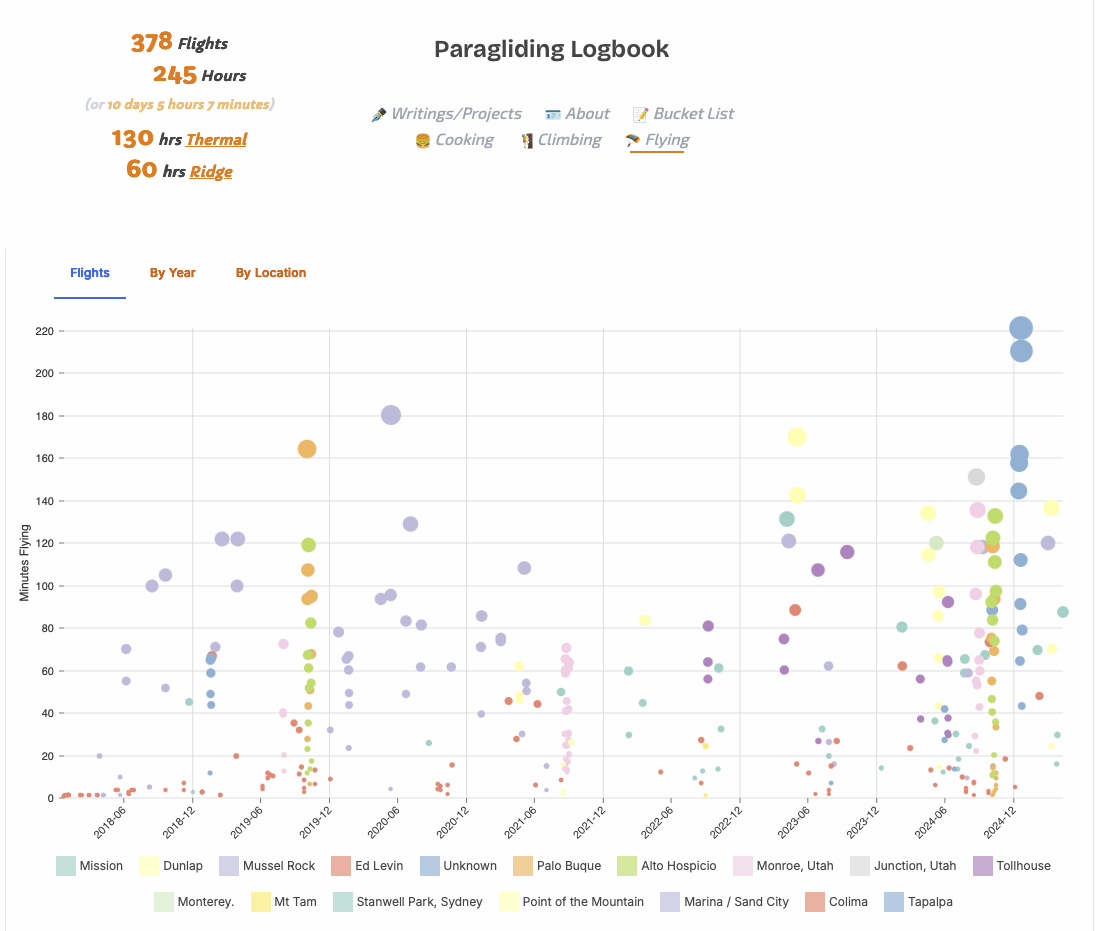 378 Flights
245 Hours
(or 10 days 5 hours 7 minutes)
130 hrs Thermal
60 hrs Ridge
Paragliding Logbook
Writings/Projects About Bucket List
Cooking Climbing Flying
Flights By Year By Location
Minutes Flying
220
200
180
160
140
120
100
80
60
40
20
0
2018-06 2018-12 2019-06 2019-12 2020-06 2020-12 2021-06 2021-12 2022-06 2022-12 2023-06 2023-12 2024-06 2024-12
Mission Dunlap Mussel Rock Ed Levin Unknown Palo Buque Alto Hospicio Monroe, Utah Junction, Utah Tollhouse
Monterey. Mt Tam Stanwell Park, Sydney Point of the Mountain Marina / Sand City Colima Tapalpa